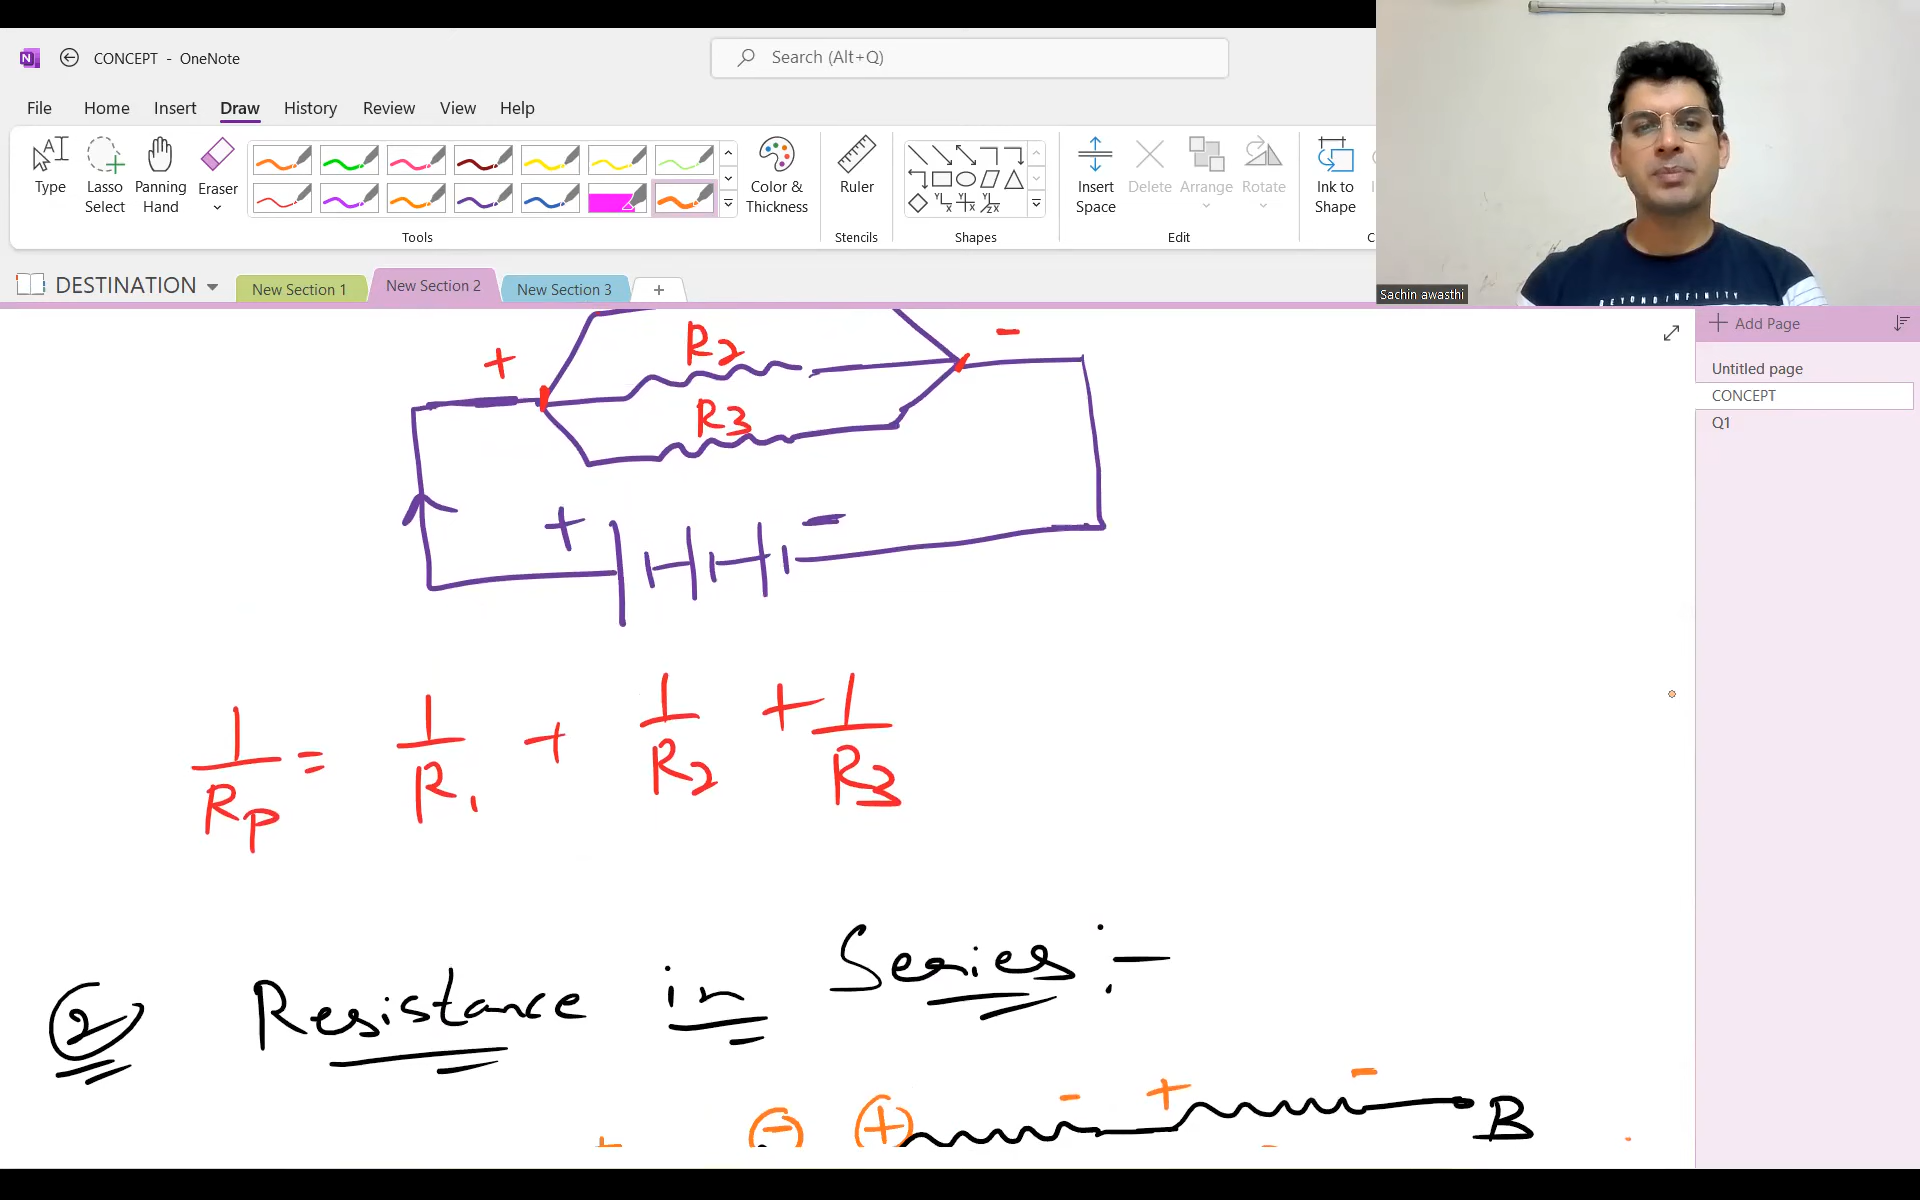 CONCEPT - OneNote
Search (Alt+Q)
File Home Insert Draw History Review View Help
Type
Lasso Select
Panning Hand
Eraser
Color & Thickness
Ruler
Insert Space
Delete
Arrange
Rotate
Ink to Shape
Tools
Stencils
Shapes
Edit
DESTINATION
New Section 1
New Section 2
New Section 3
+
BEYONDINFINITY
Sachin awasthi
Add Page
Untitled page
CONCEPT
Q1
+ R2 -
R3
+ -
1/Rp = 1/R1 + 1/R2 + 1/R3
2 Resistance in Series :-
- + - + - B